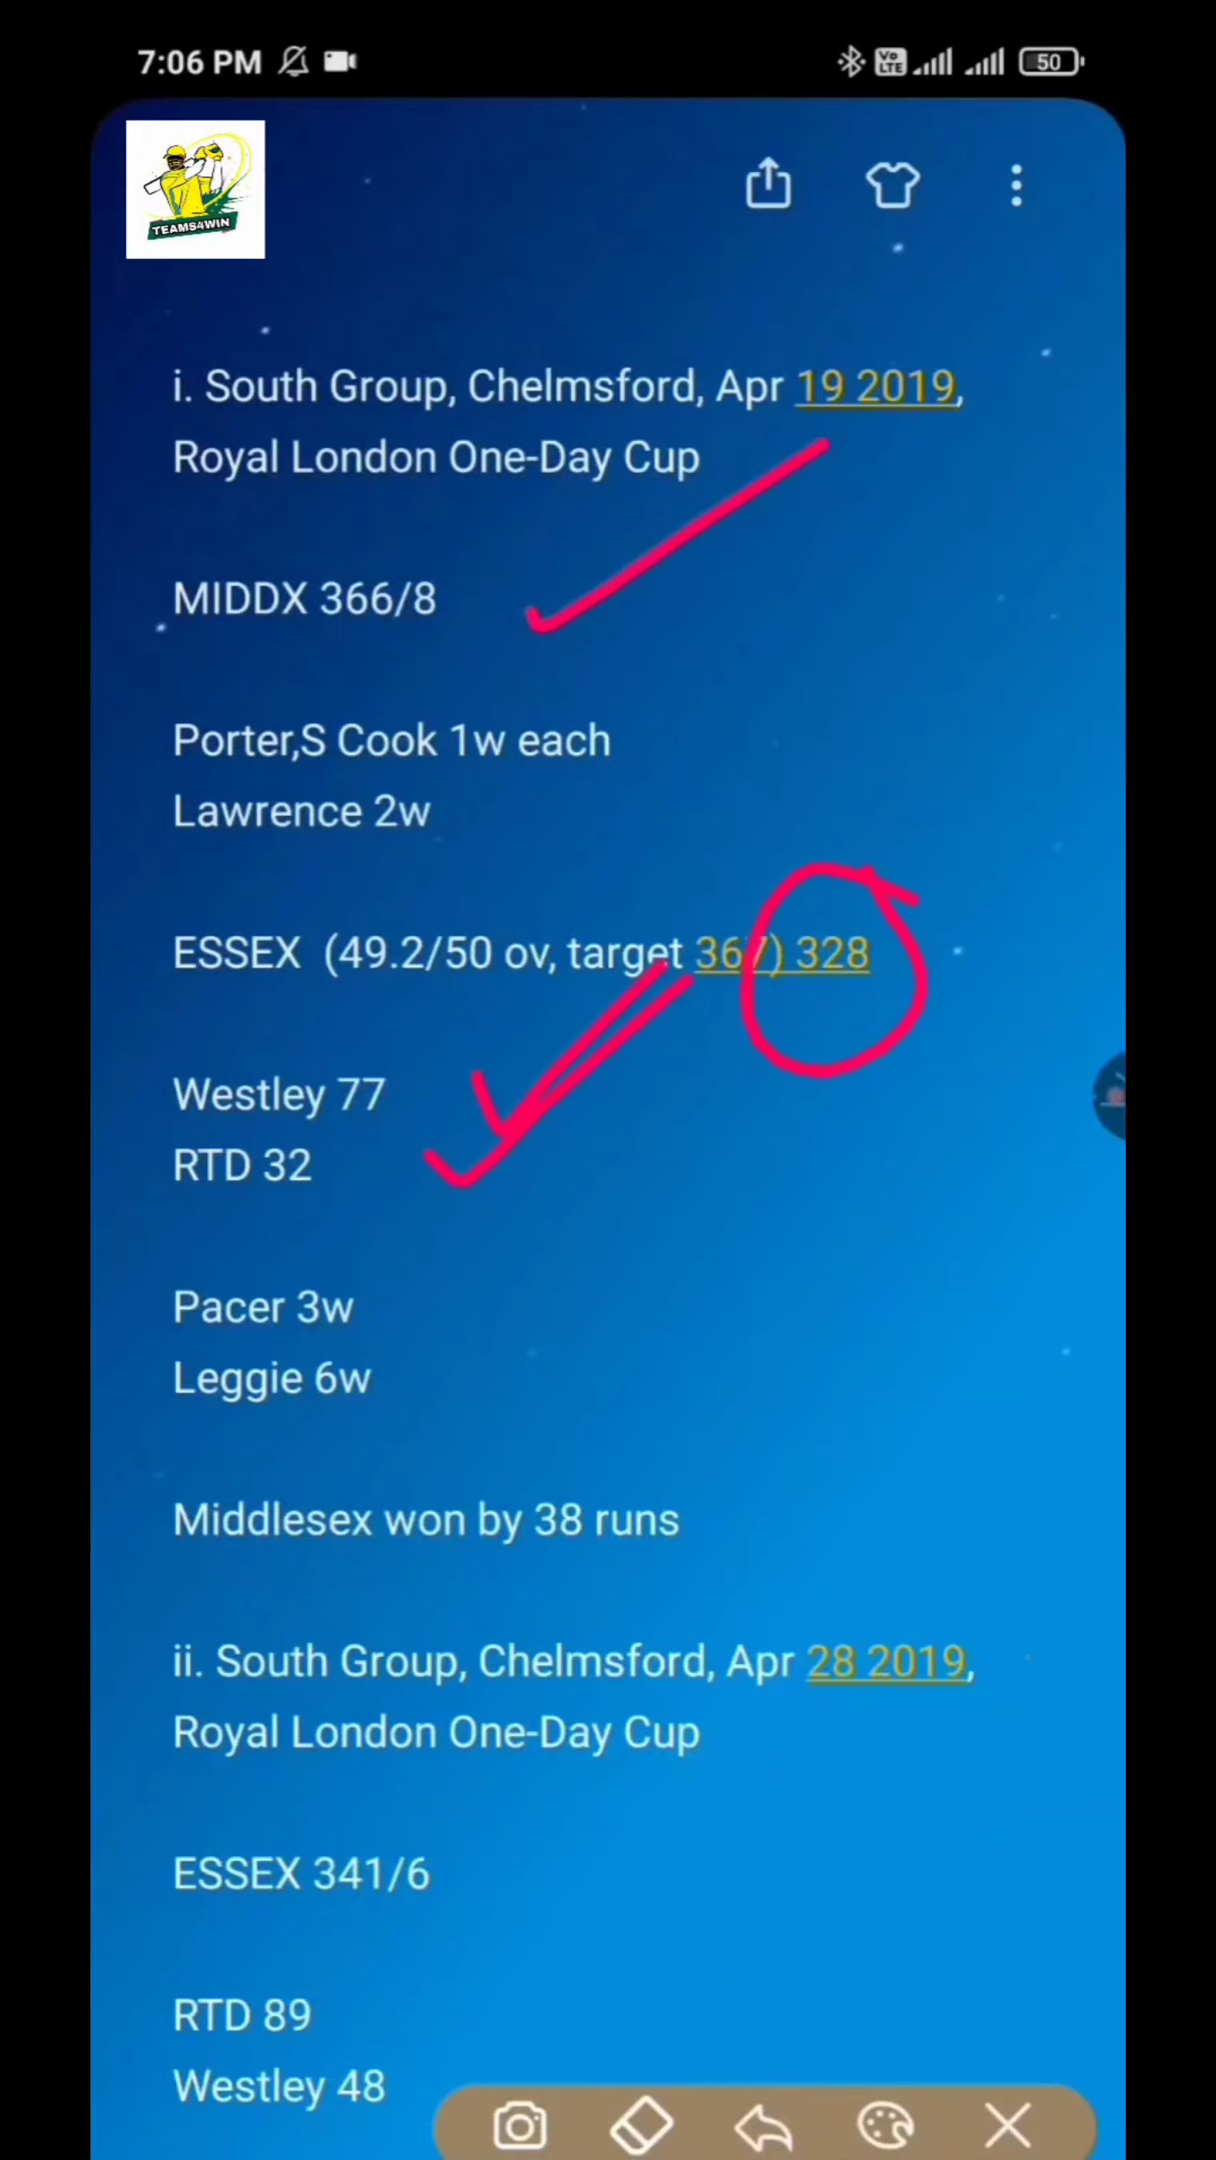 7:06 PM
Vo LTE
50
TEAMS4WIN
i. South Group, Chelmsford, Apr 19 2019,
Royal London One-Day Cup
MIDDX 366/8
Porter,S Cook 1w each
Lawrence 2w
ESSEX (49.2/50 ov, target 367) 328
Westley 77
RTD 32
Pacer 3w
Leggie 6w
Middlesex won by 38 runs
ii. South Group, Chelmsford, Apr 28 2019,
Royal London One-Day Cup
ESSEX 341/6
RTD 89
Westley 48